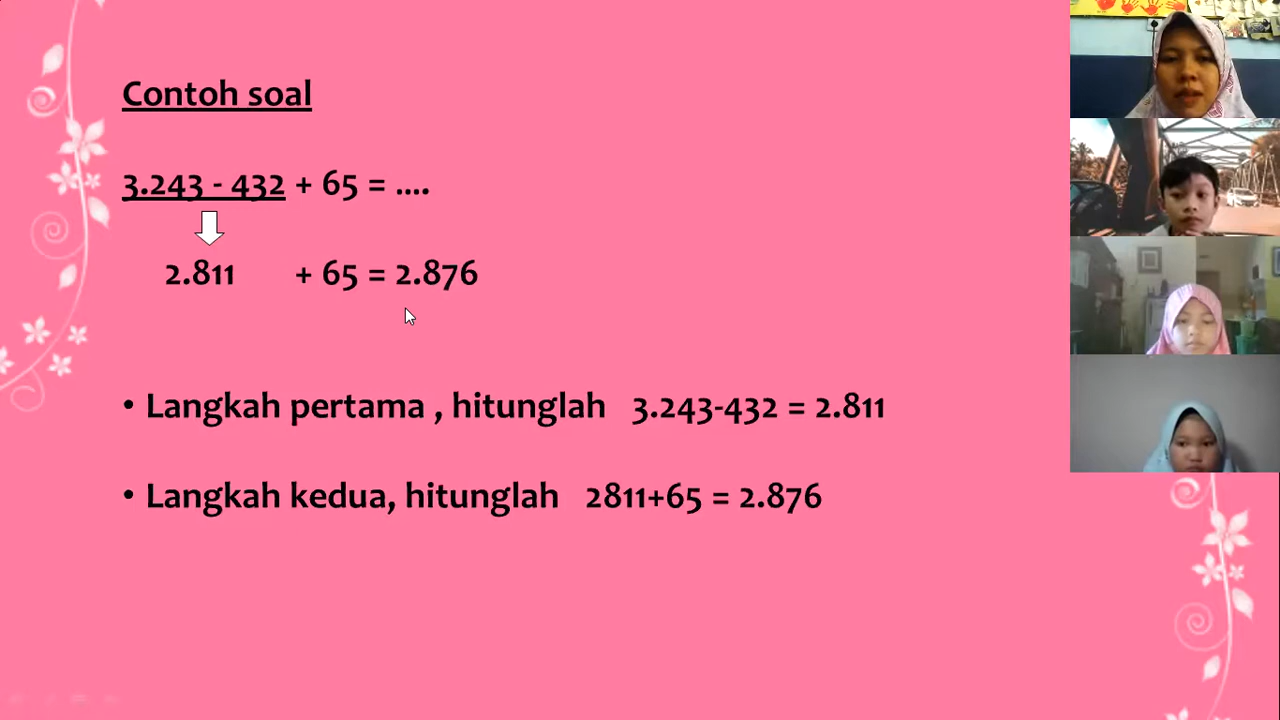 Contoh soal
3.243 - 432 + 65 = ....
2.811 + 65 = 2.876
• Langkah pertama , hitunglah 3.243-432 = 2.811
• Langkah kedua, hitunglah 2811+65 = 2.876